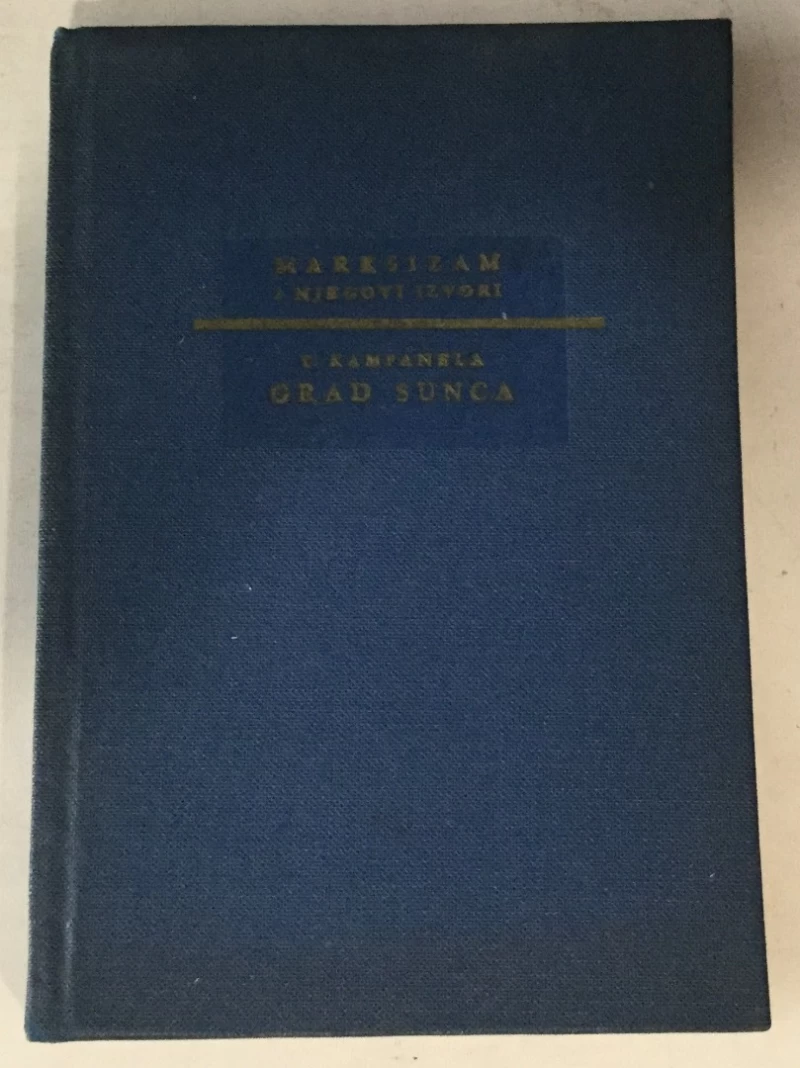 MARKSIZAM
I NJEGOVI IZVORI
T. KAMPANELA
GRAD SUNCA